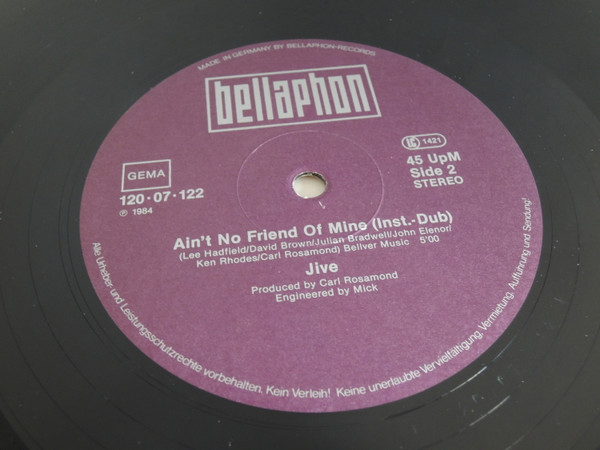 MADE IN GERMANY BY BELLAPHON-RECORDS
bellaphon
GEMA
120·07·122
℗ 1984
LC 1421
45 UpM
Side 2
STEREO
Ain't No Friend Of Mine (Inst.-Dub)
(Lee Hadfield/David Brown/Julian Bradwell/John Elenor/
Ken Rhodes/Carl Rosamond) Bellver Music 5'00
Jive
Produced by Carl Rosamond
Engineered by Mick
Alle Urheber- und Leistungsschutzrechte vorbehalten. Kein Verleih! Keine unerlaubte Vervielfältigung, Vermietung, Aufführung und Sendung.